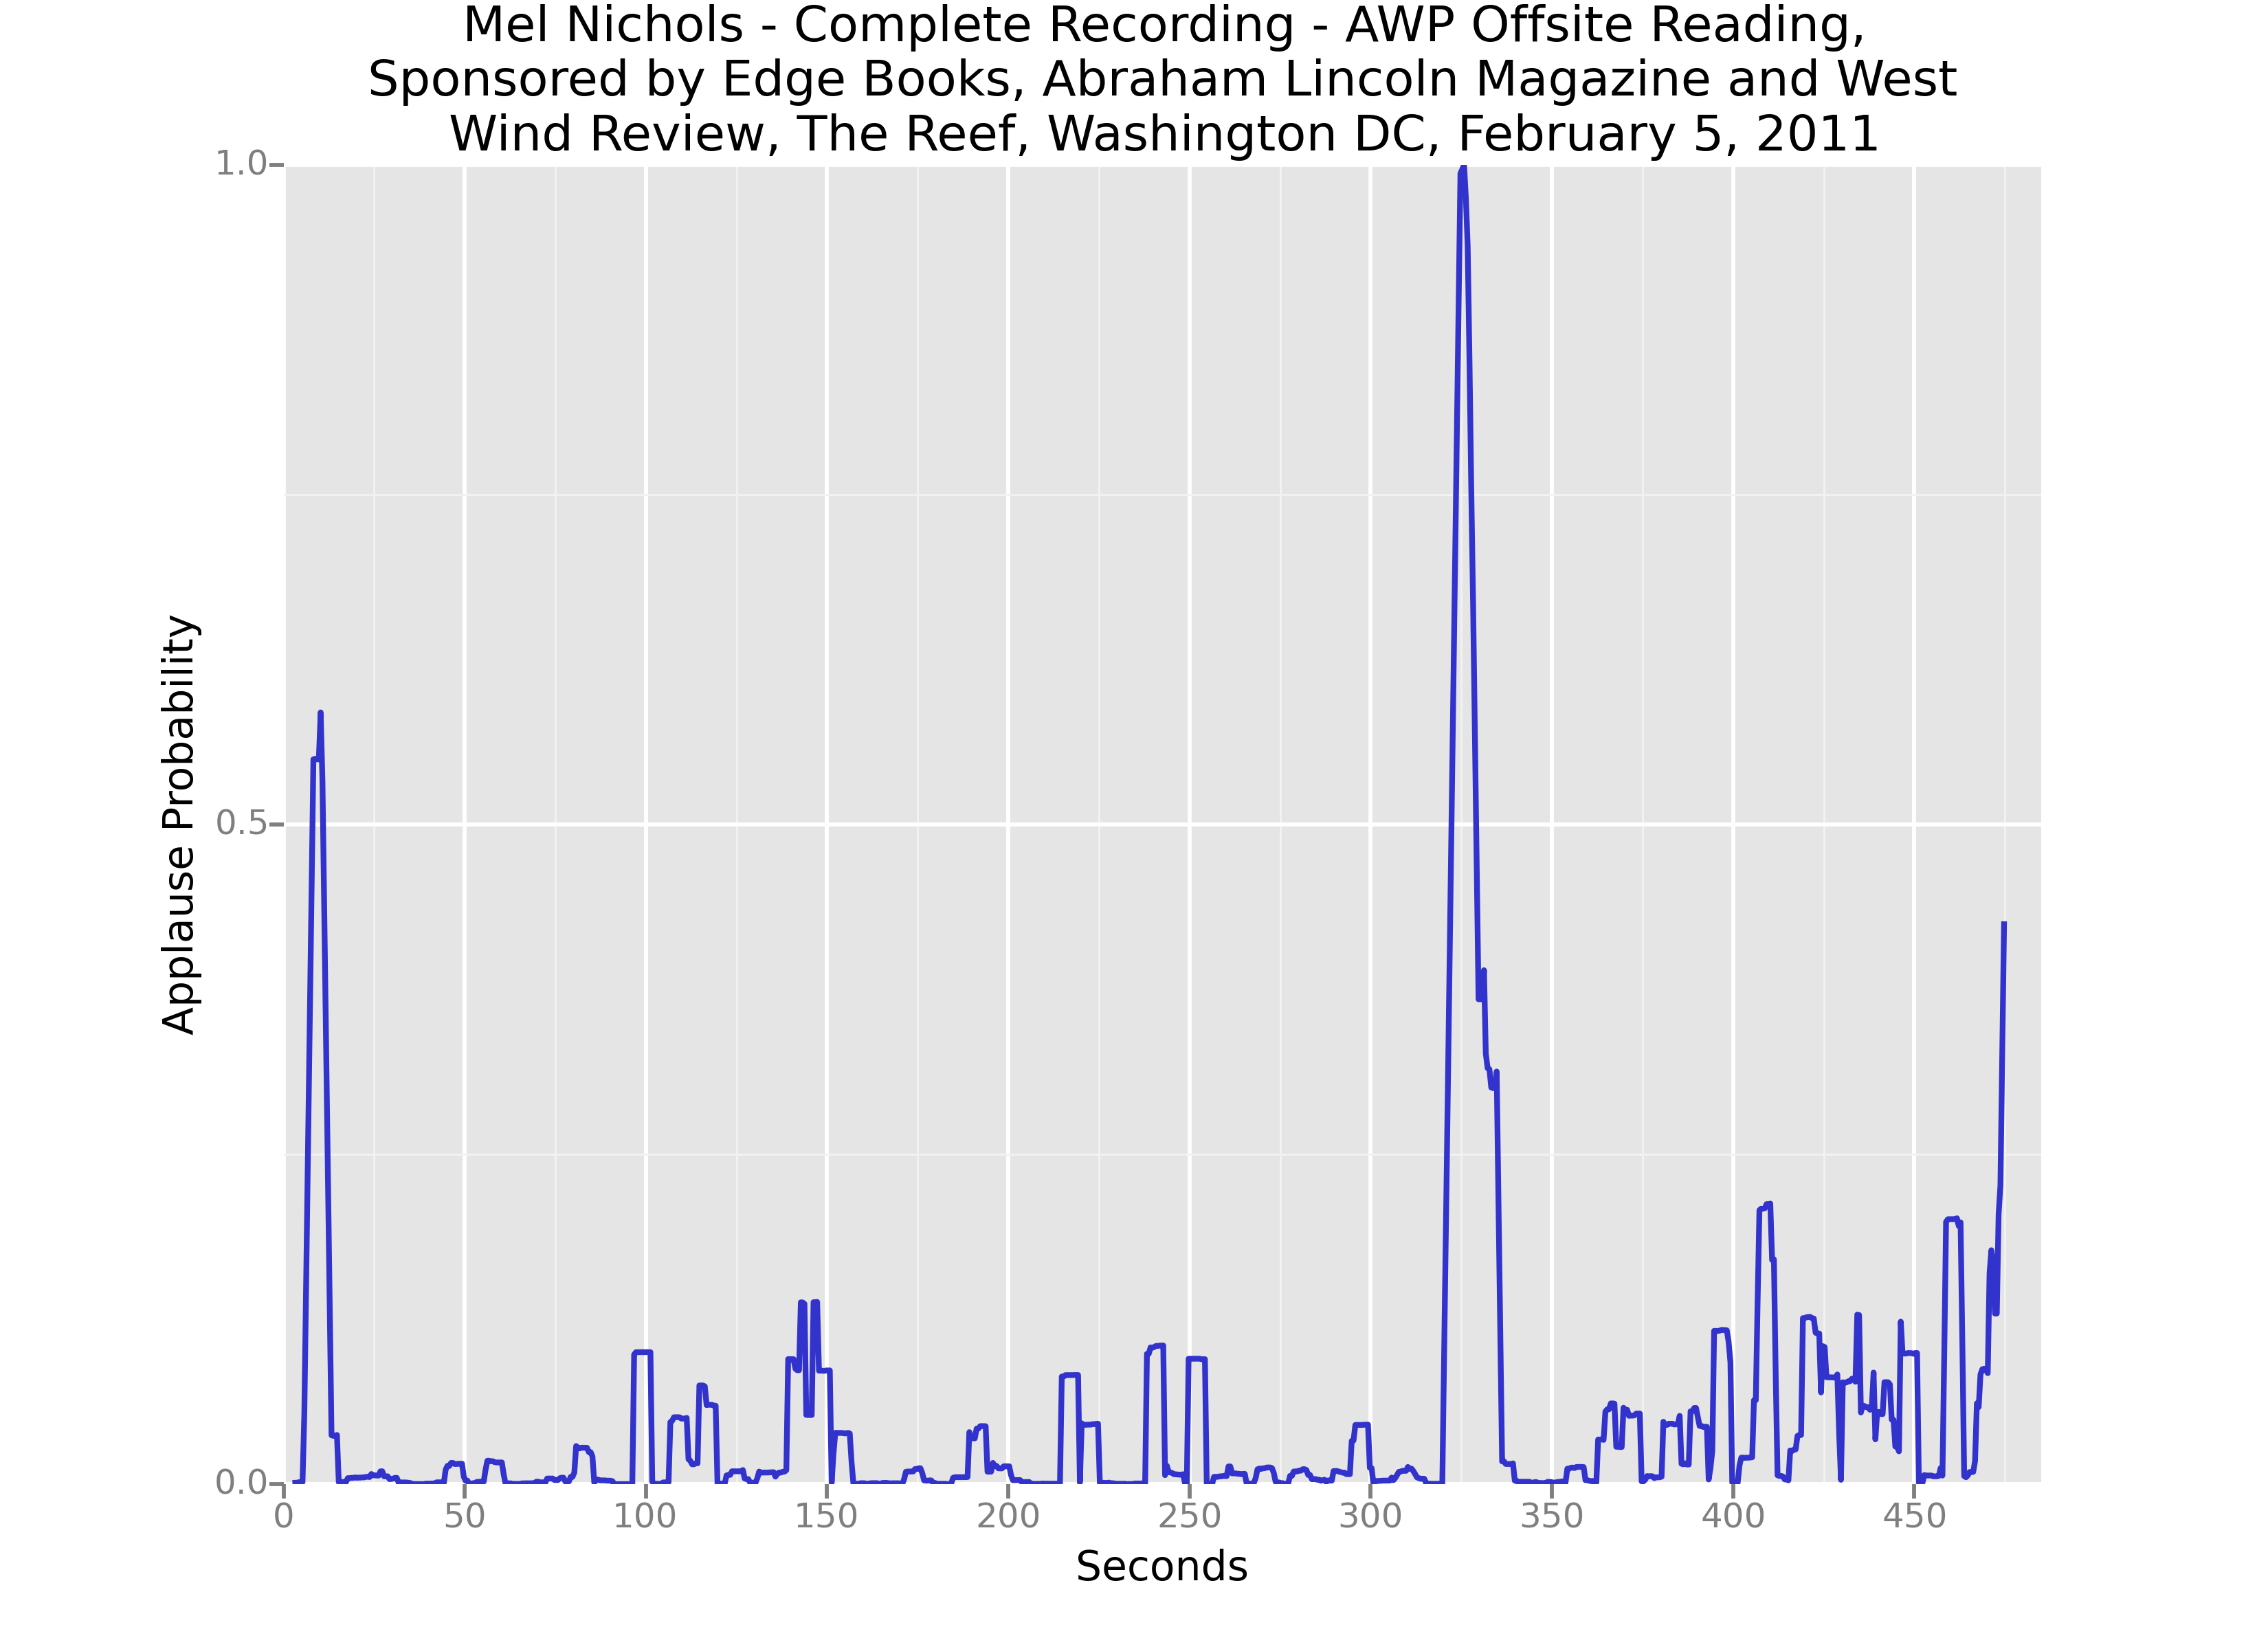 Mel Nichols - Complete Recording - AWP Offsite Reading,
Sponsored by Edge Books, Abraham Lincoln Magazine and West
Wind Review, The Reef, Washington DC, February 5, 2011
1.0
0.5
0.0
Applause Probability
0 50 100 150 200 250 300 350 400 450
Seconds